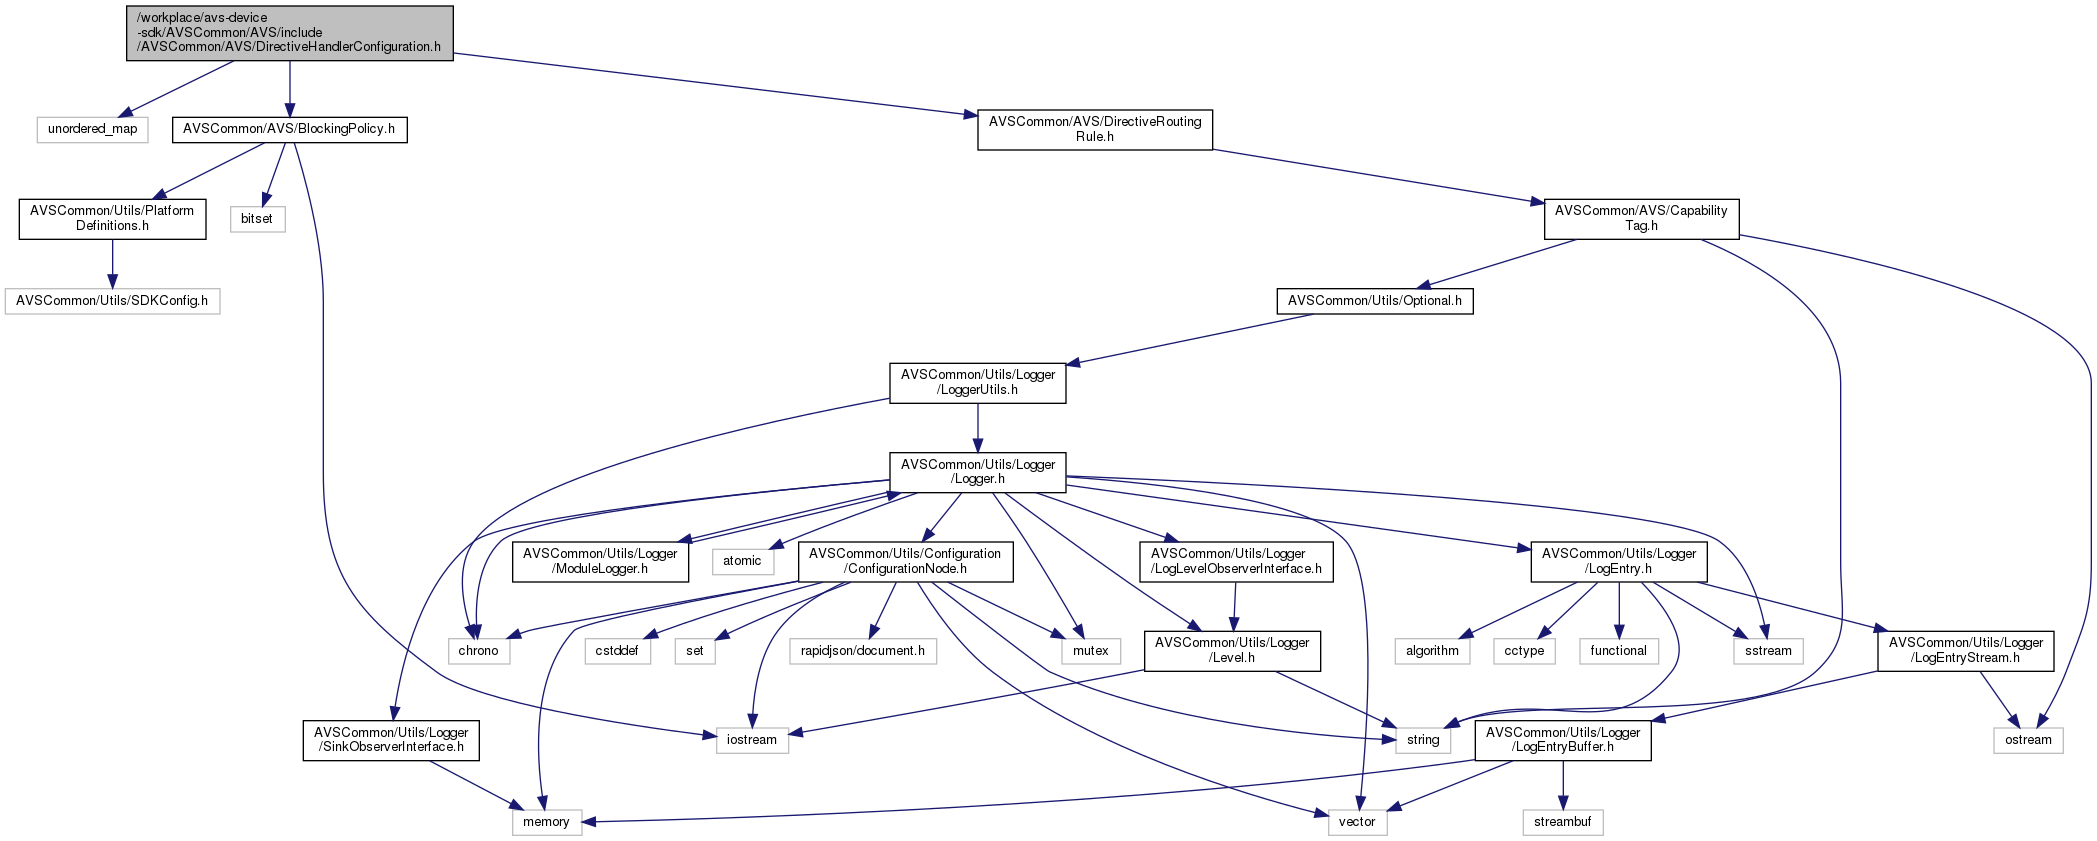 /workplace/avs-device
-sdk/AVSCommon/AVS/include
/AVSCommon/AVS/DirectiveHandlerConfiguration.h
unordered_map
AVSCommon/AVS/BlockingPolicy.h
AVSCommon/AVS/DirectiveRouting
Rule.h
AVSCommon/Utils/Platform
Definitions.h
bitset
AVSCommon/AVS/Capability
Tag.h
AVSCommon/Utils/SDKConfig.h
AVSCommon/Utils/Optional.h
AVSCommon/Utils/Logger
/LoggerUtils.h
AVSCommon/Utils/Logger
/Logger.h
AVSCommon/Utils/Logger
/ModuleLogger.h
atomic
AVSCommon/Utils/Configuration
/ConfigurationNode.h
AVSCommon/Utils/Logger
/LogLevelObserverInterface.h
AVSCommon/Utils/Logger
/LogEntry.h
chrono
cstddef
set
rapidjson/document.h
mutex
AVSCommon/Utils/Logger
/Level.h
algorithm
cctype
functional
sstream
AVSCommon/Utils/Logger
/LogEntryStream.h
AVSCommon/Utils/Logger
/SinkObserverInterface.h
iostream
string
AVSCommon/Utils/Logger
/LogEntryBuffer.h
ostream
memory
vector
streambuf